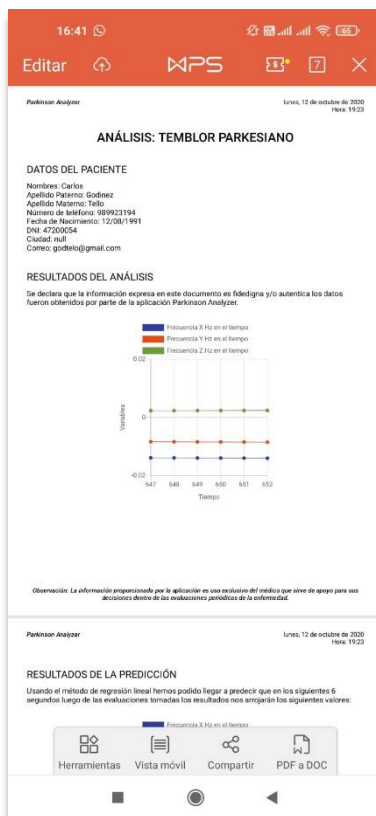 16:41
65
Editar
WPS
7
Parkinson Analyzer
lunes, 12 de octubre de 2020
Hora: 19:23
ANÁLISIS: TEMBLOR PARKESIANO
DATOS DEL PACIENTE
Nombres: Carlos
Apellido Paterno: Godinez
Apellido Materno: Tello
Número de teléfono: 989923194
Fecha de Nacimiento: 12/08/1991
DNI: 47200054
Ciudad: null
Correo: godtelo@gmail.com
RESULTADOS DEL ANÁLISIS
Se declara que la información expresa en este documento es fidedigna y/o autentica los datos
fueron obtenidos por parte de la aplicación Parkinson Analyzer.
Frecuencia X Hz en el tiempo
Frecuencia Y Hz en el tiempo
Frecuencia Z Hz en el tiempo
0.02
0
-0.02
Variables
647 648 649 650 651 652
Tiempo
Observación: La información proporcionada por la aplicación es uso exclusivo del médico que sirve de apoyo para sus
decisiones dentro de las evaluaciones periódicas de la enfermedad.
Parkinson Analyzer
lunes, 12 de octubre de 2020
Hora: 19:23
RESULTADOS DE LA PREDICCIÓN
Usando el método de regresión lineal hemos podido llegar a predecir que en los siguientes 6
segundos luego de las evaluaciones tomadas los resultados nos arrojarán los siguientes valores:
Frecuencia X Hz en el tiempo
Herramientas
Vista móvil
Compartir
PDF a DOC